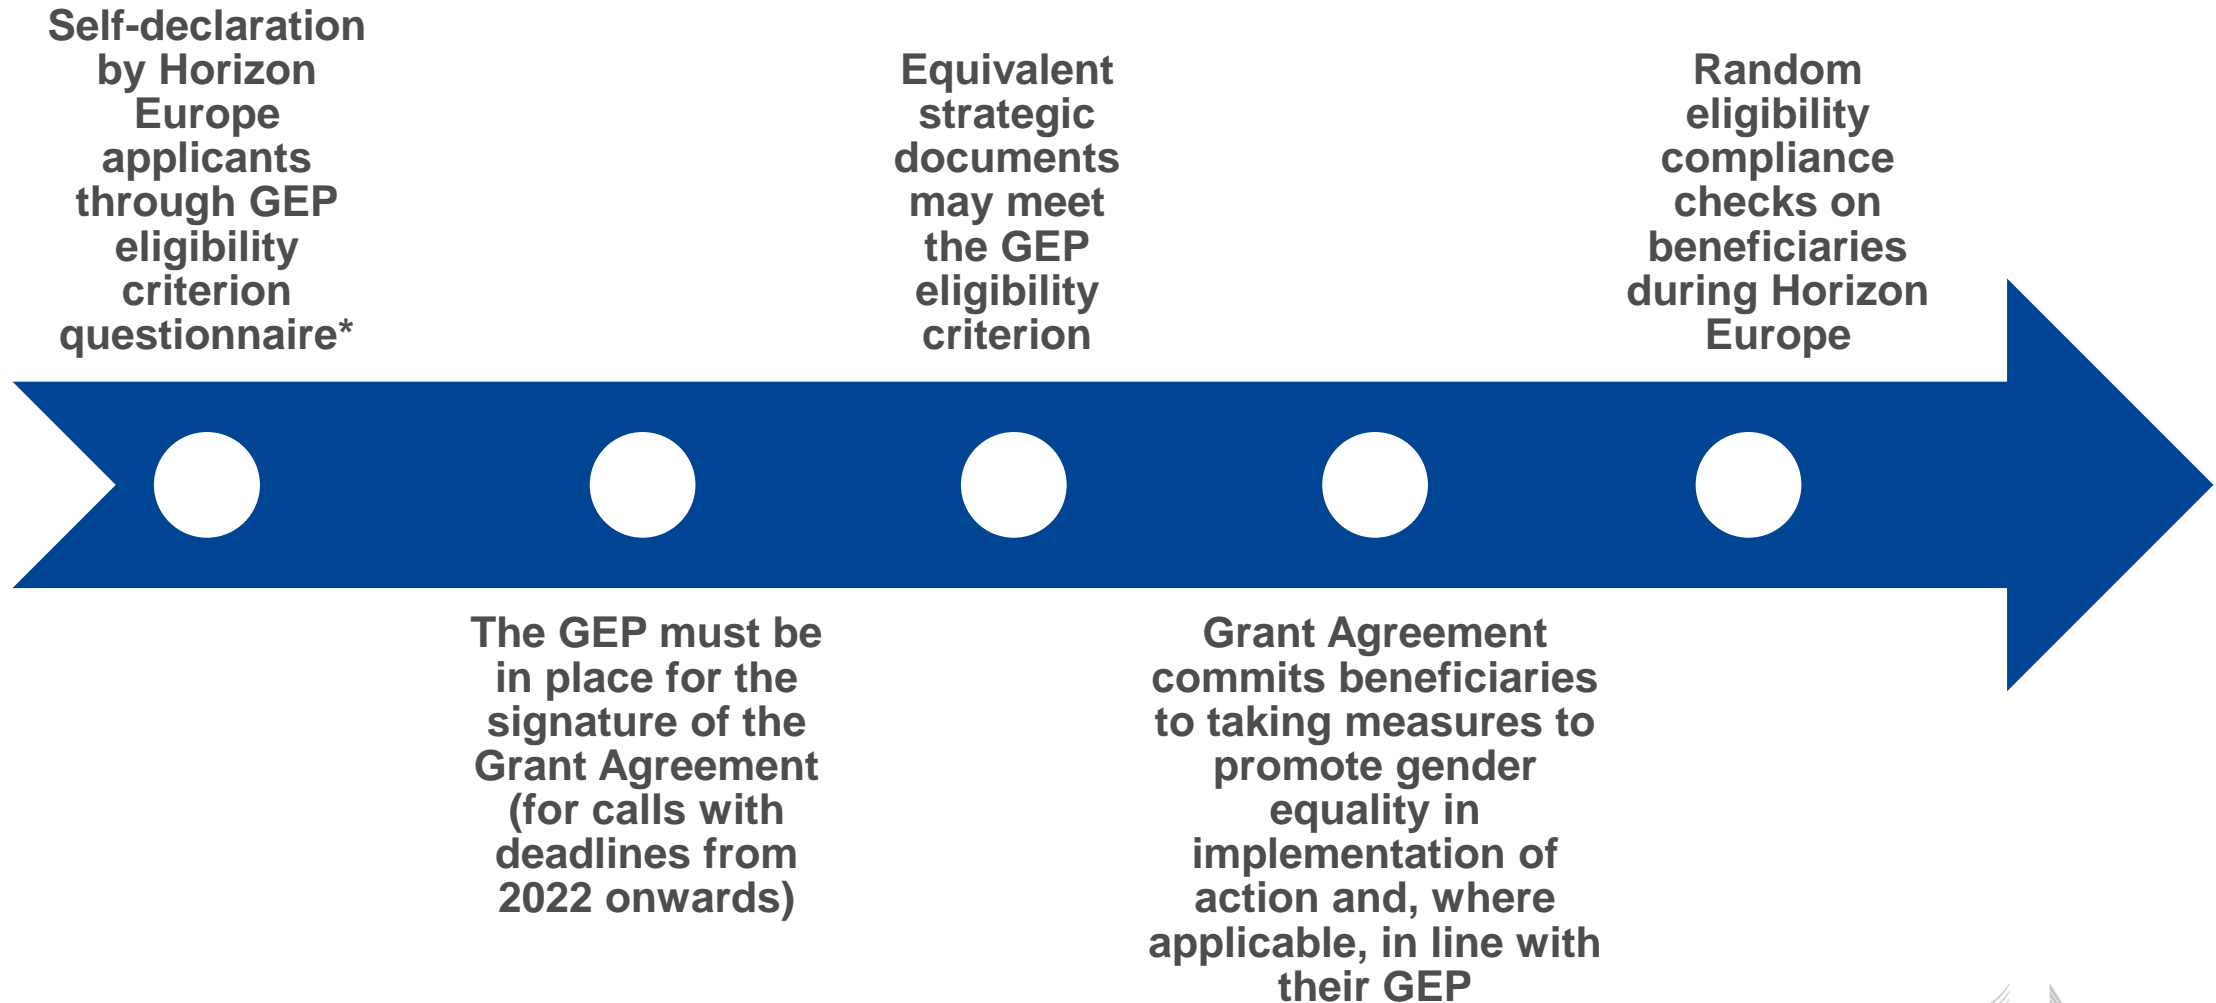 Self-declaration
by Horizon
Europe
applicants
through GEP
eligibility
criterion
questionnaire*
The GEP must be
in place for the
signature of the
Grant Agreement
(for calls with
deadlines from
2022 onwards)
Equivalent
strategic
documents
may meet
the GEP
eligibility
criterion
Grant Agreement
commits beneficiaries
to taking measures to
promote gender
equality in
implementation of
action and, where
applicable, in line with
their GEP
Random
eligibility
compliance
checks on
beneficiaries
during Horizon
Europe